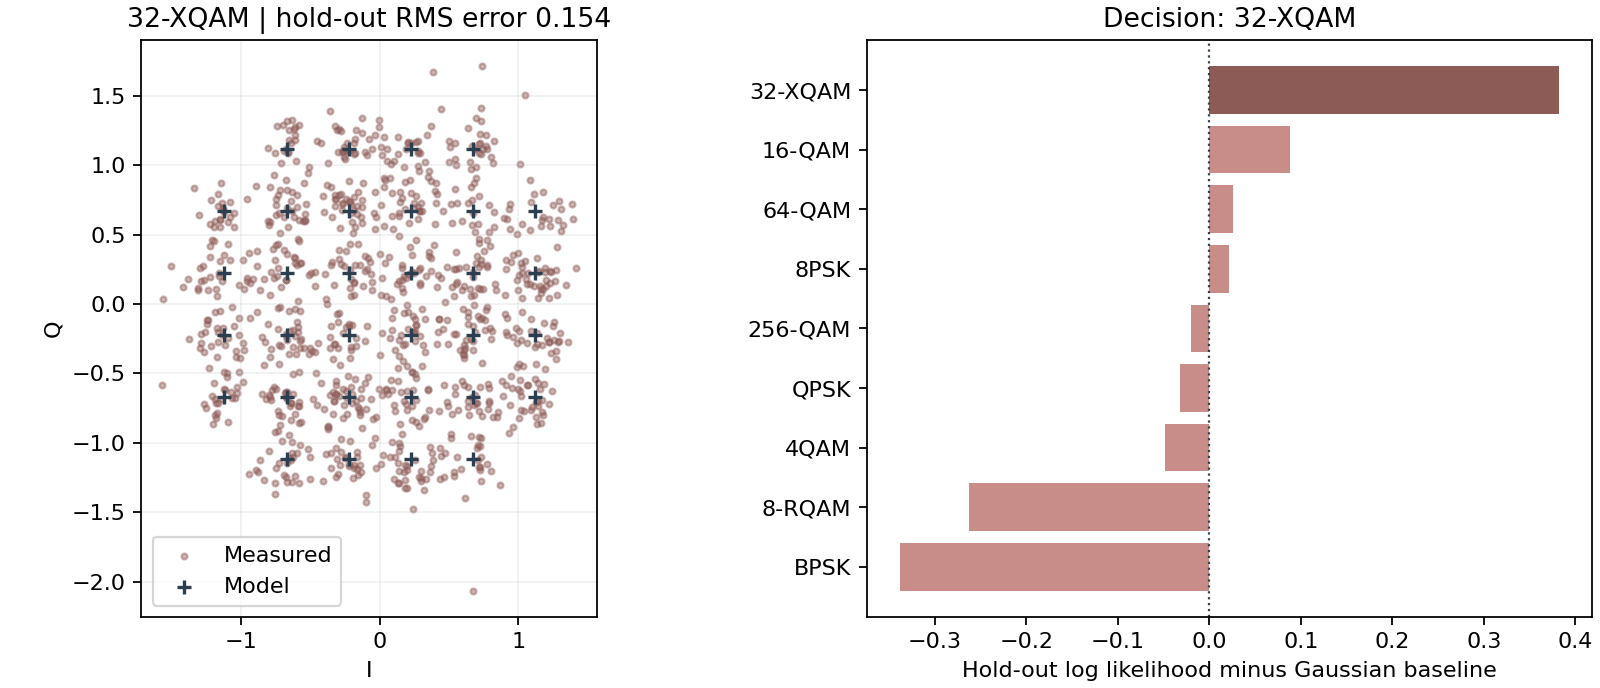 32-XQAM | hold-out RMS error 0.154
1.5
1.0
0.5
0.0
−0.5
−1.0
−1.5
−2.0
Q
Measured
Model
−1
0
1
I
Decision: 32-XQAM
32-XQAM
16-QAM
64-QAM
8PSK
256-QAM
QPSK
4QAM
8-RQAM
BPSK
−0.3
−0.2
−0.1
0.0
0.1
0.2
0.3
0.4
Hold-out log likelihood minus Gaussian baseline